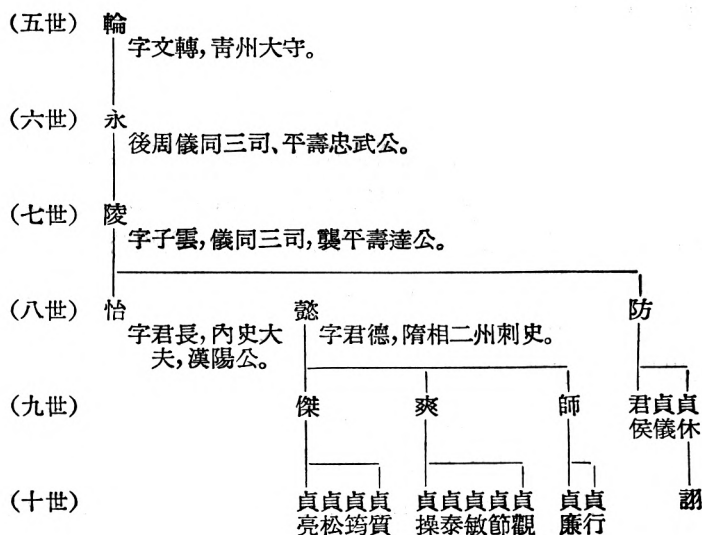 (五世) 輪
字文轉,青州大守。
(六世) 永
後周儀同三司、平壽忠武公。
(七世) 陵
字子雲,儀同三司,襲平壽達公。
(八世) 怡 懿 防
字君長,內史大夫,漢陽公。
字君德,隋相二州刺史。
(九世) 傑 爽 師 君侯 貞儀 貞休
(十世) 貞亮 貞松 貞筠 貞質 貞操 貞泰 貞敏 貞節 貞觀 貞廉 貞行 詡